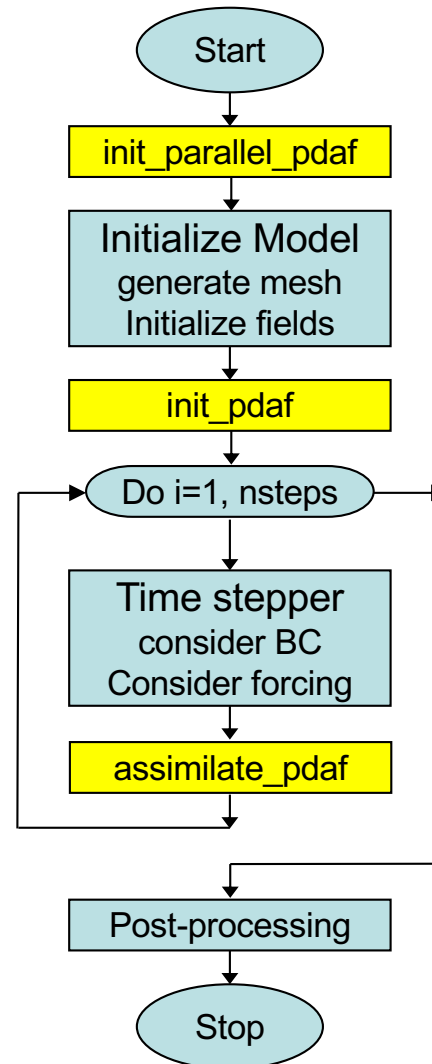 Start
init_parallel_pdaf
Initialize Model
generate mesh
Initialize fields
init_pdaf
Do i=1, nsteps
Time stepper
consider BC
Consider forcing
assimilate_pdaf
Post-processing
Stop